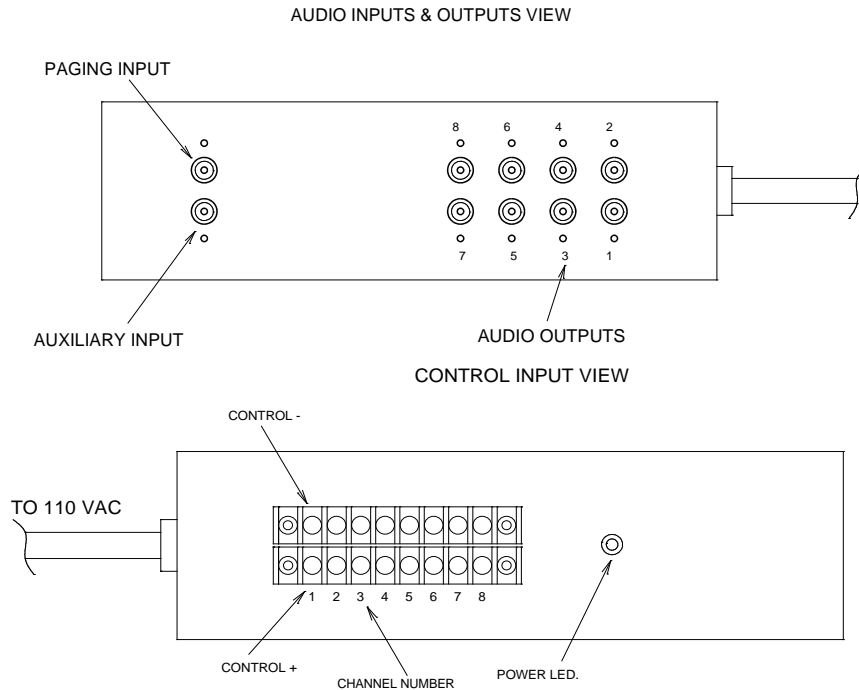 AUDIO INPUTS & OUTPUTS VIEW
PAGING INPUT
8 6 4 2
7 5 3 1
AUXILIARY INPUT
AUDIO OUTPUTS
CONTROL INPUT VIEW
CONTROL -
TO 110 VAC
1 2 3 4 5 6 7 8
CONTROL +
CHANNEL NUMBER
POWER LED.